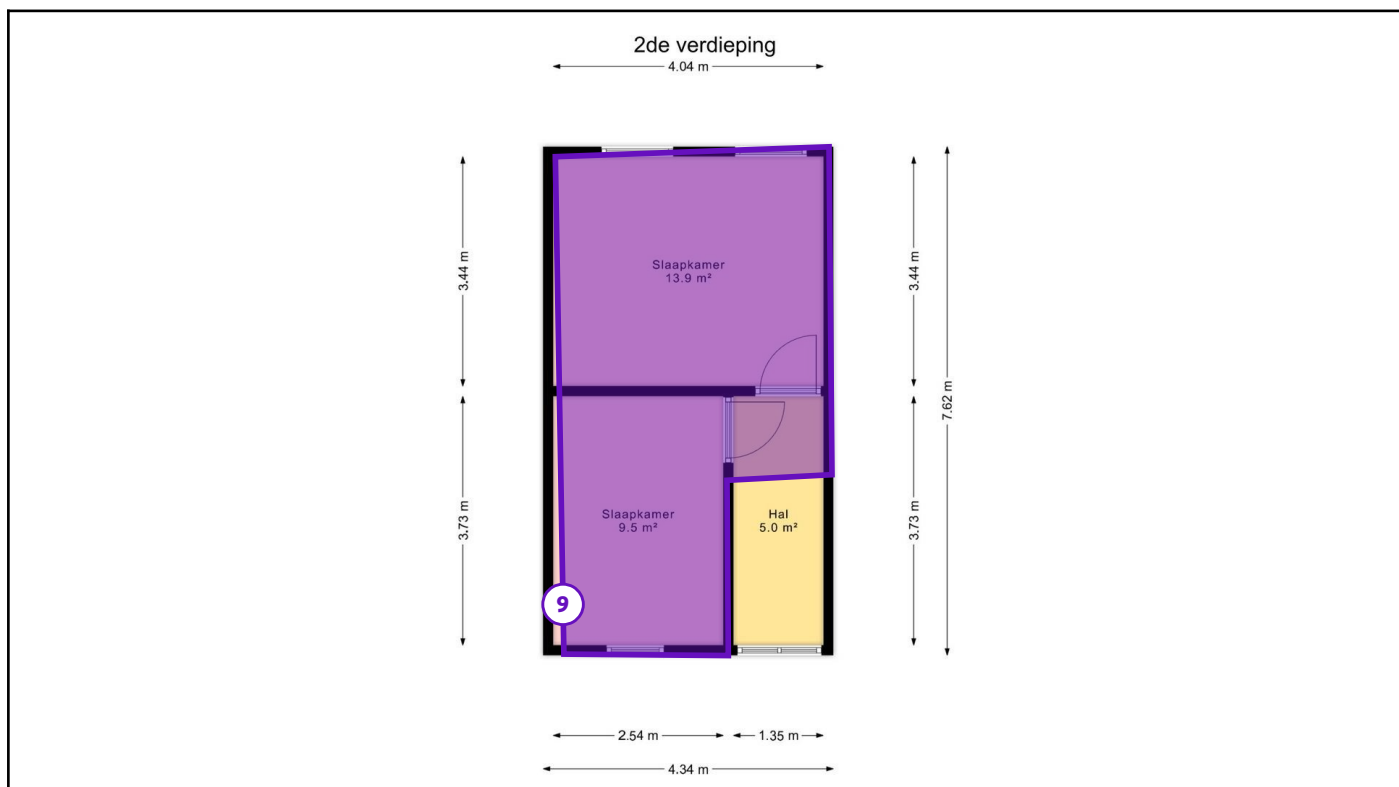 2de verdieping
4.04 m
3.44 m
3.44 m
Slaapkamer
13.9 m²
7.62 m
3.73 m
3.73 m
Slaapkamer
9.5 m²
Hal
5.0 m²
9
2.54 m
1.35 m
4.34 m